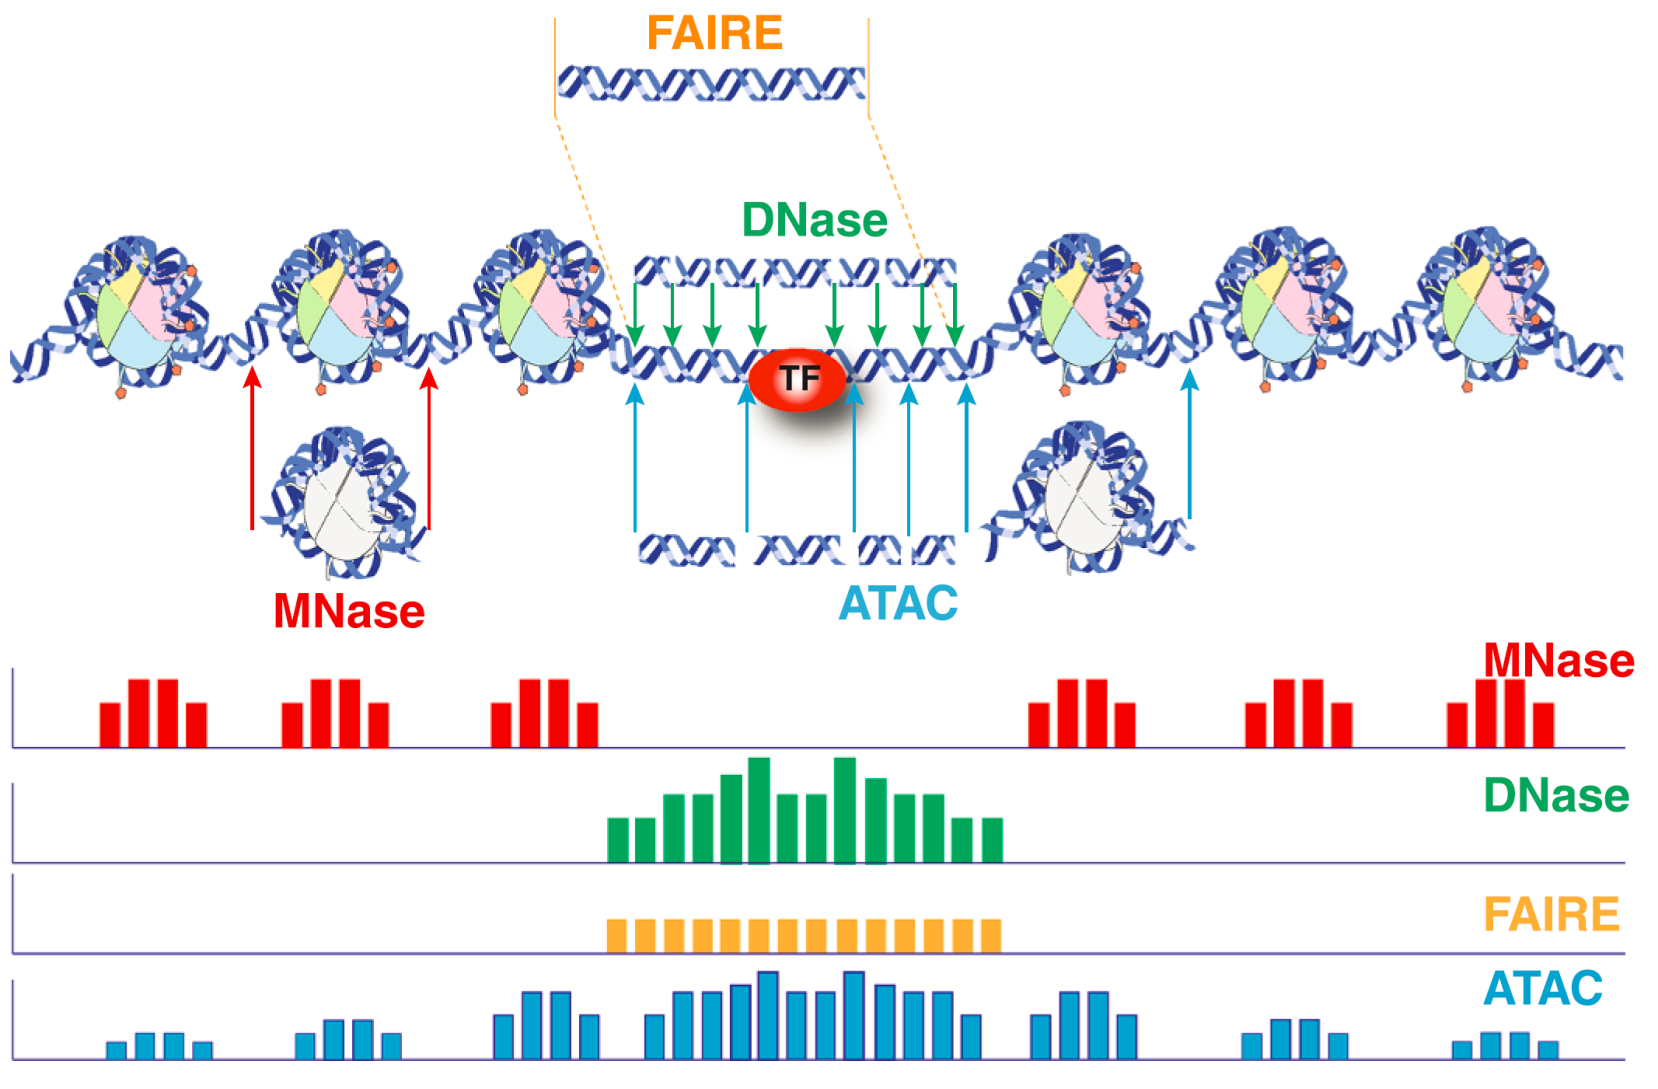 FAIRE
DNase
TF
ATAC
MNase
MNase
DNase
FAIRE
ATAC